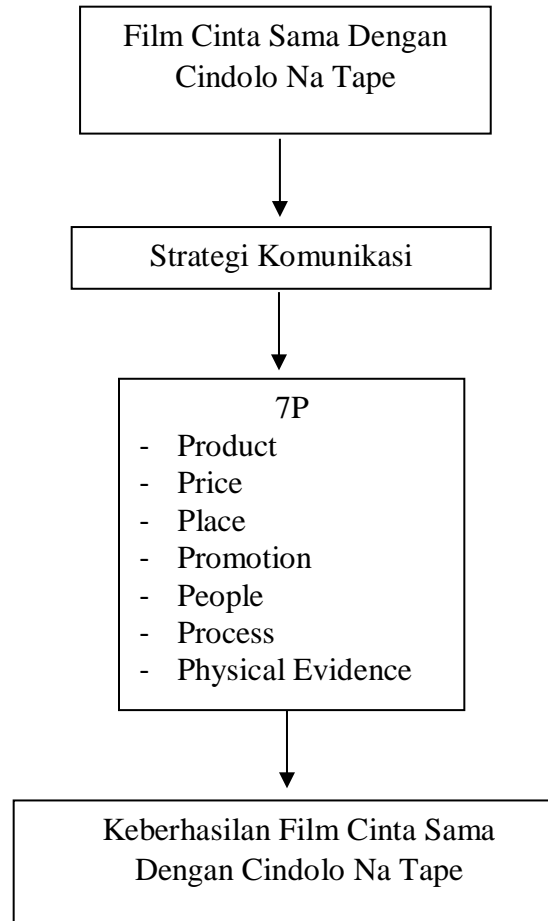 Film Cinta Sama Dengan
Cindolo Na Tape
Strategi Komunikasi
7P
- Product
- Price
- Place
- Promotion
- People
- Process
- Physical Evidence
Keberhasilan Film Cinta Sama
Dengan Cindolo Na Tape